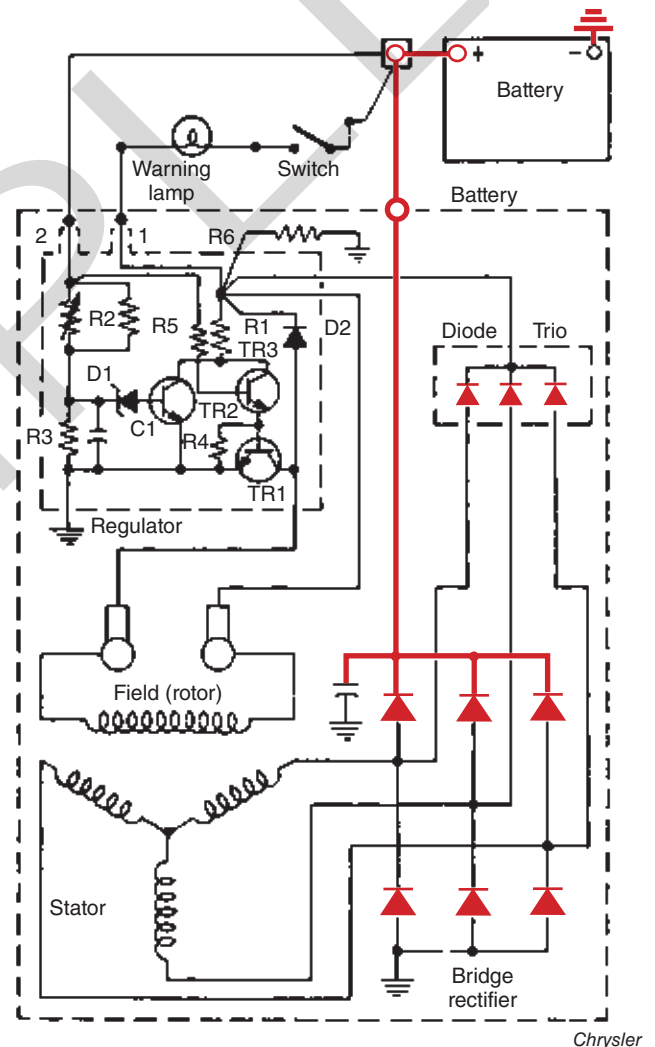 +
−
Battery
Warning
lamp
Switch
Battery
2
1
R6
R2
R5
R1
D2
Diode
Trio
TR3
D1
TR2
C1
R3
R4
TR1
Regulator
Field (rotor)
Stator
Bridge
rectifier
Chrysler